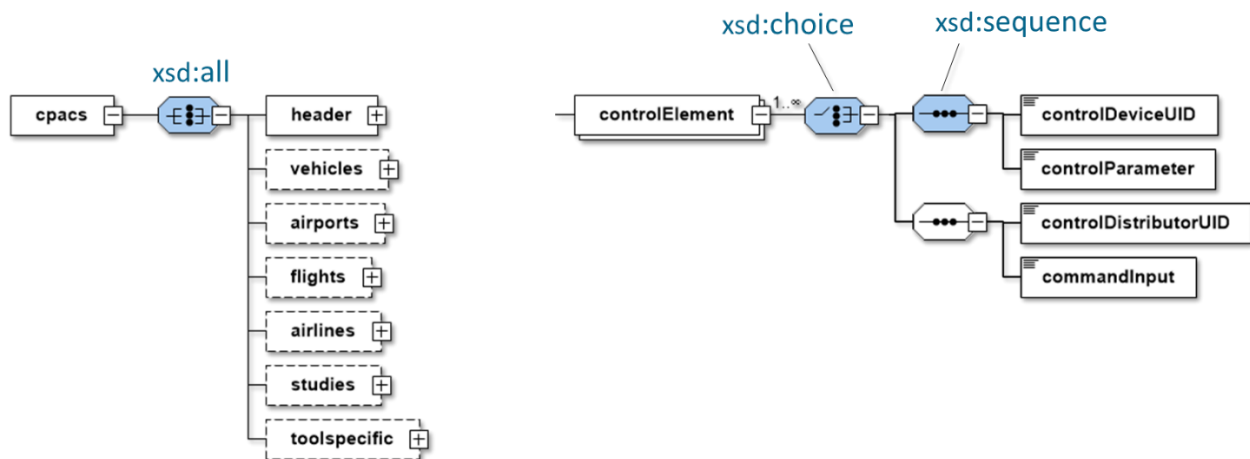 xsd:all
cpacs
header
vehicles
airports
flights
airlines
studies
toolspecific
xsd:choice
xsd:sequence
controlElement
1..∞
controlDeviceUID
controlParameter
controlDistributorUID
commandInput